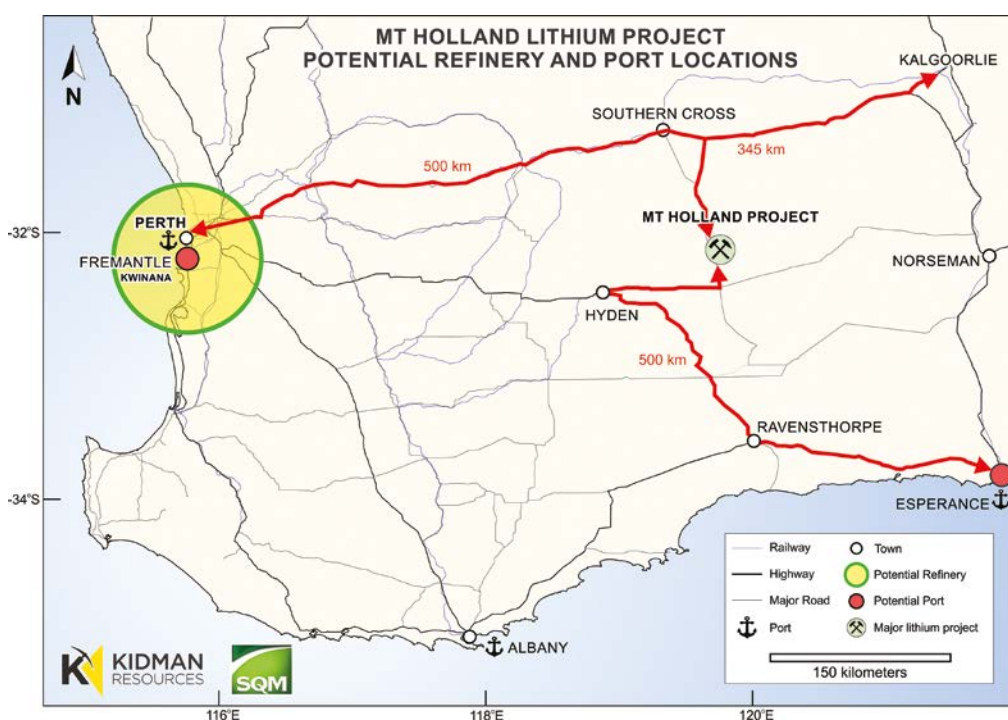 MT HOLLAND LITHIUM PROJECT
POTENTIAL REFINERY AND PORT LOCATIONS
N
KALGOORLIE
SOUTHERN CROSS
500 km
345 km
-32°S
PERTH
MT HOLLAND PROJECT
FREMANTLE
KWINANA
NORSEMAN
HYDEN
500 km
RAVENSTHORPE
-34°S
ESPERANCE
Railway
Town
Highway
Potential Refinery
Major Road
Potential Port
Port
Major lithium project
150 kilometers
ALBANY
K
KIDMAN
RESOURCES
SQM
116°E
118°E
120°E